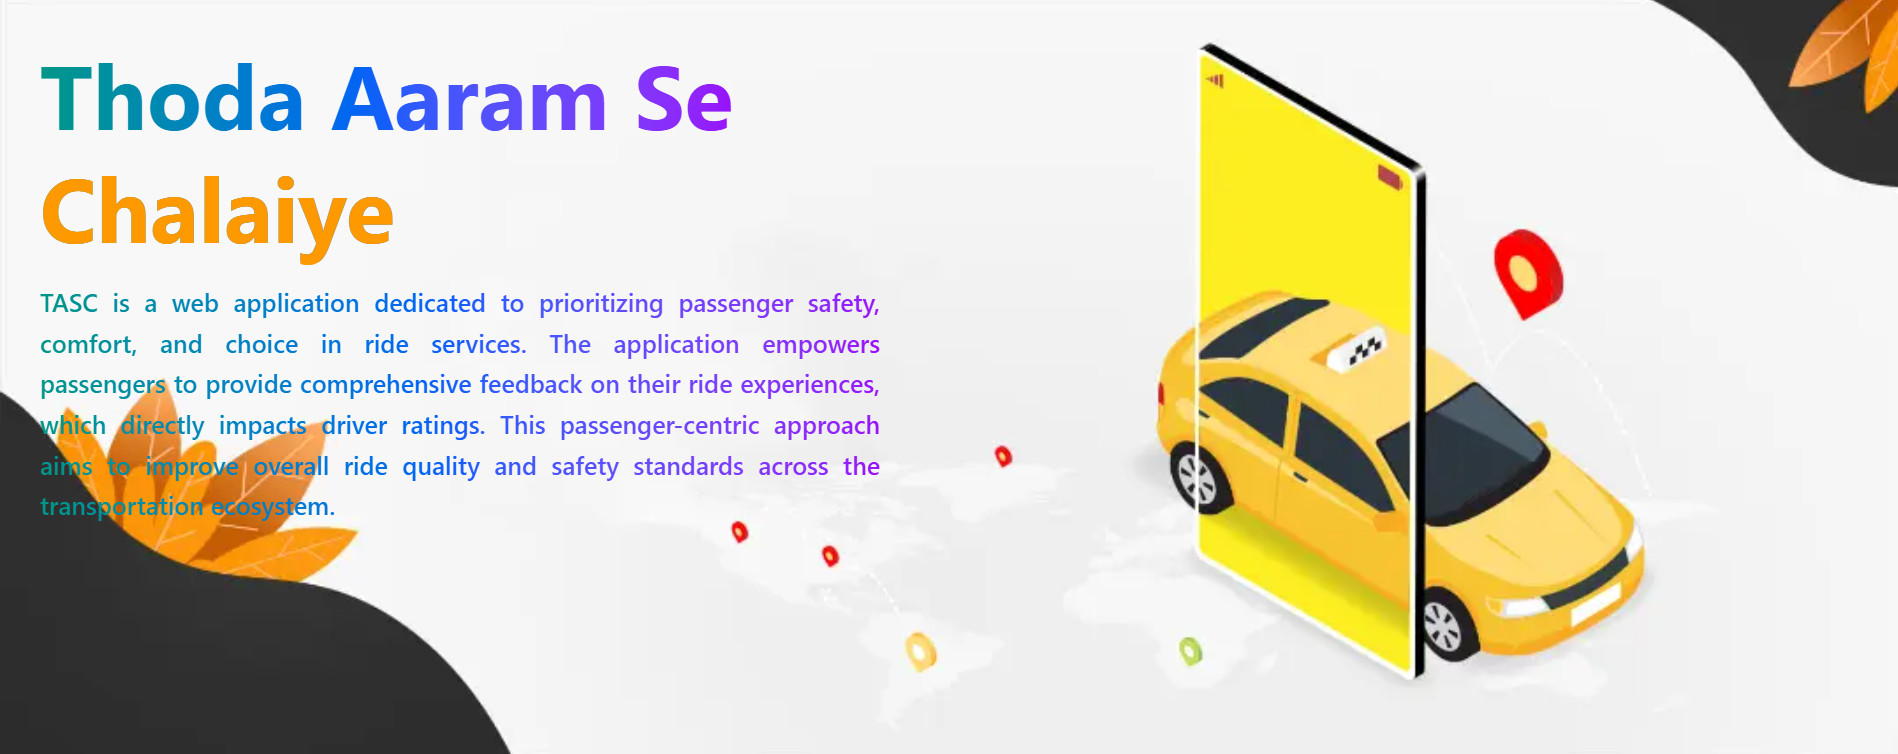 Thoda Aaram Se
Chalaiye
TASC is a web application dedicated to prioritizing passenger safety,
comfort, and choice in ride services. The application empowers
passengers to provide comprehensive feedback on their ride experiences,
which directly impacts driver ratings. This passenger-centric approach
aims to improve overall ride quality and safety standards across the
transportation ecosystem.